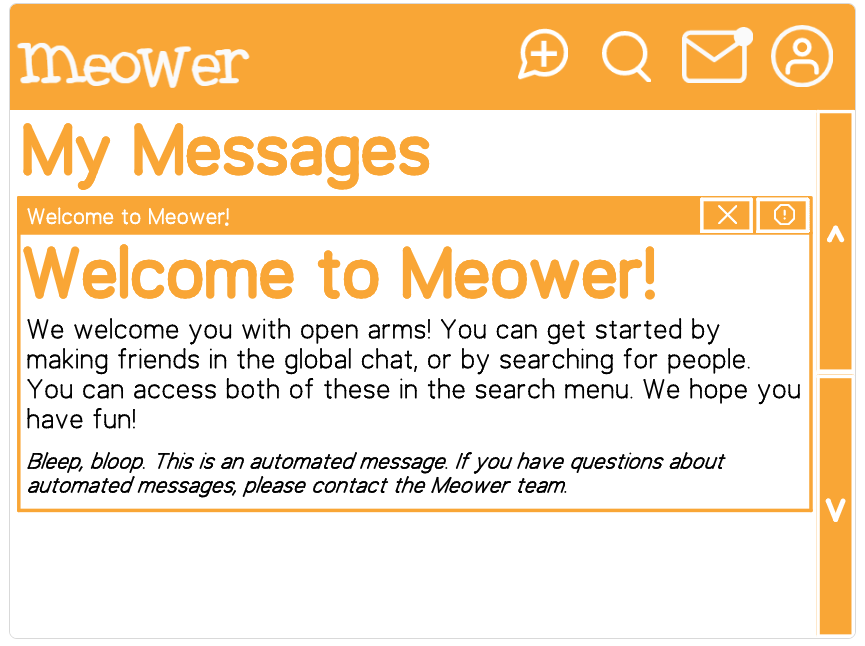 meower
My Messages
Welcome to Meower!
Welcome to Meower!
We welcome you with open arms! You can get started by
making friends in the global chat, or by searching for people.
You can access both of these in the search menu. We hope you
have fun!
Bleep, bloop. This is an automated message. If you have questions about
automated messages, please contact the Meower team.